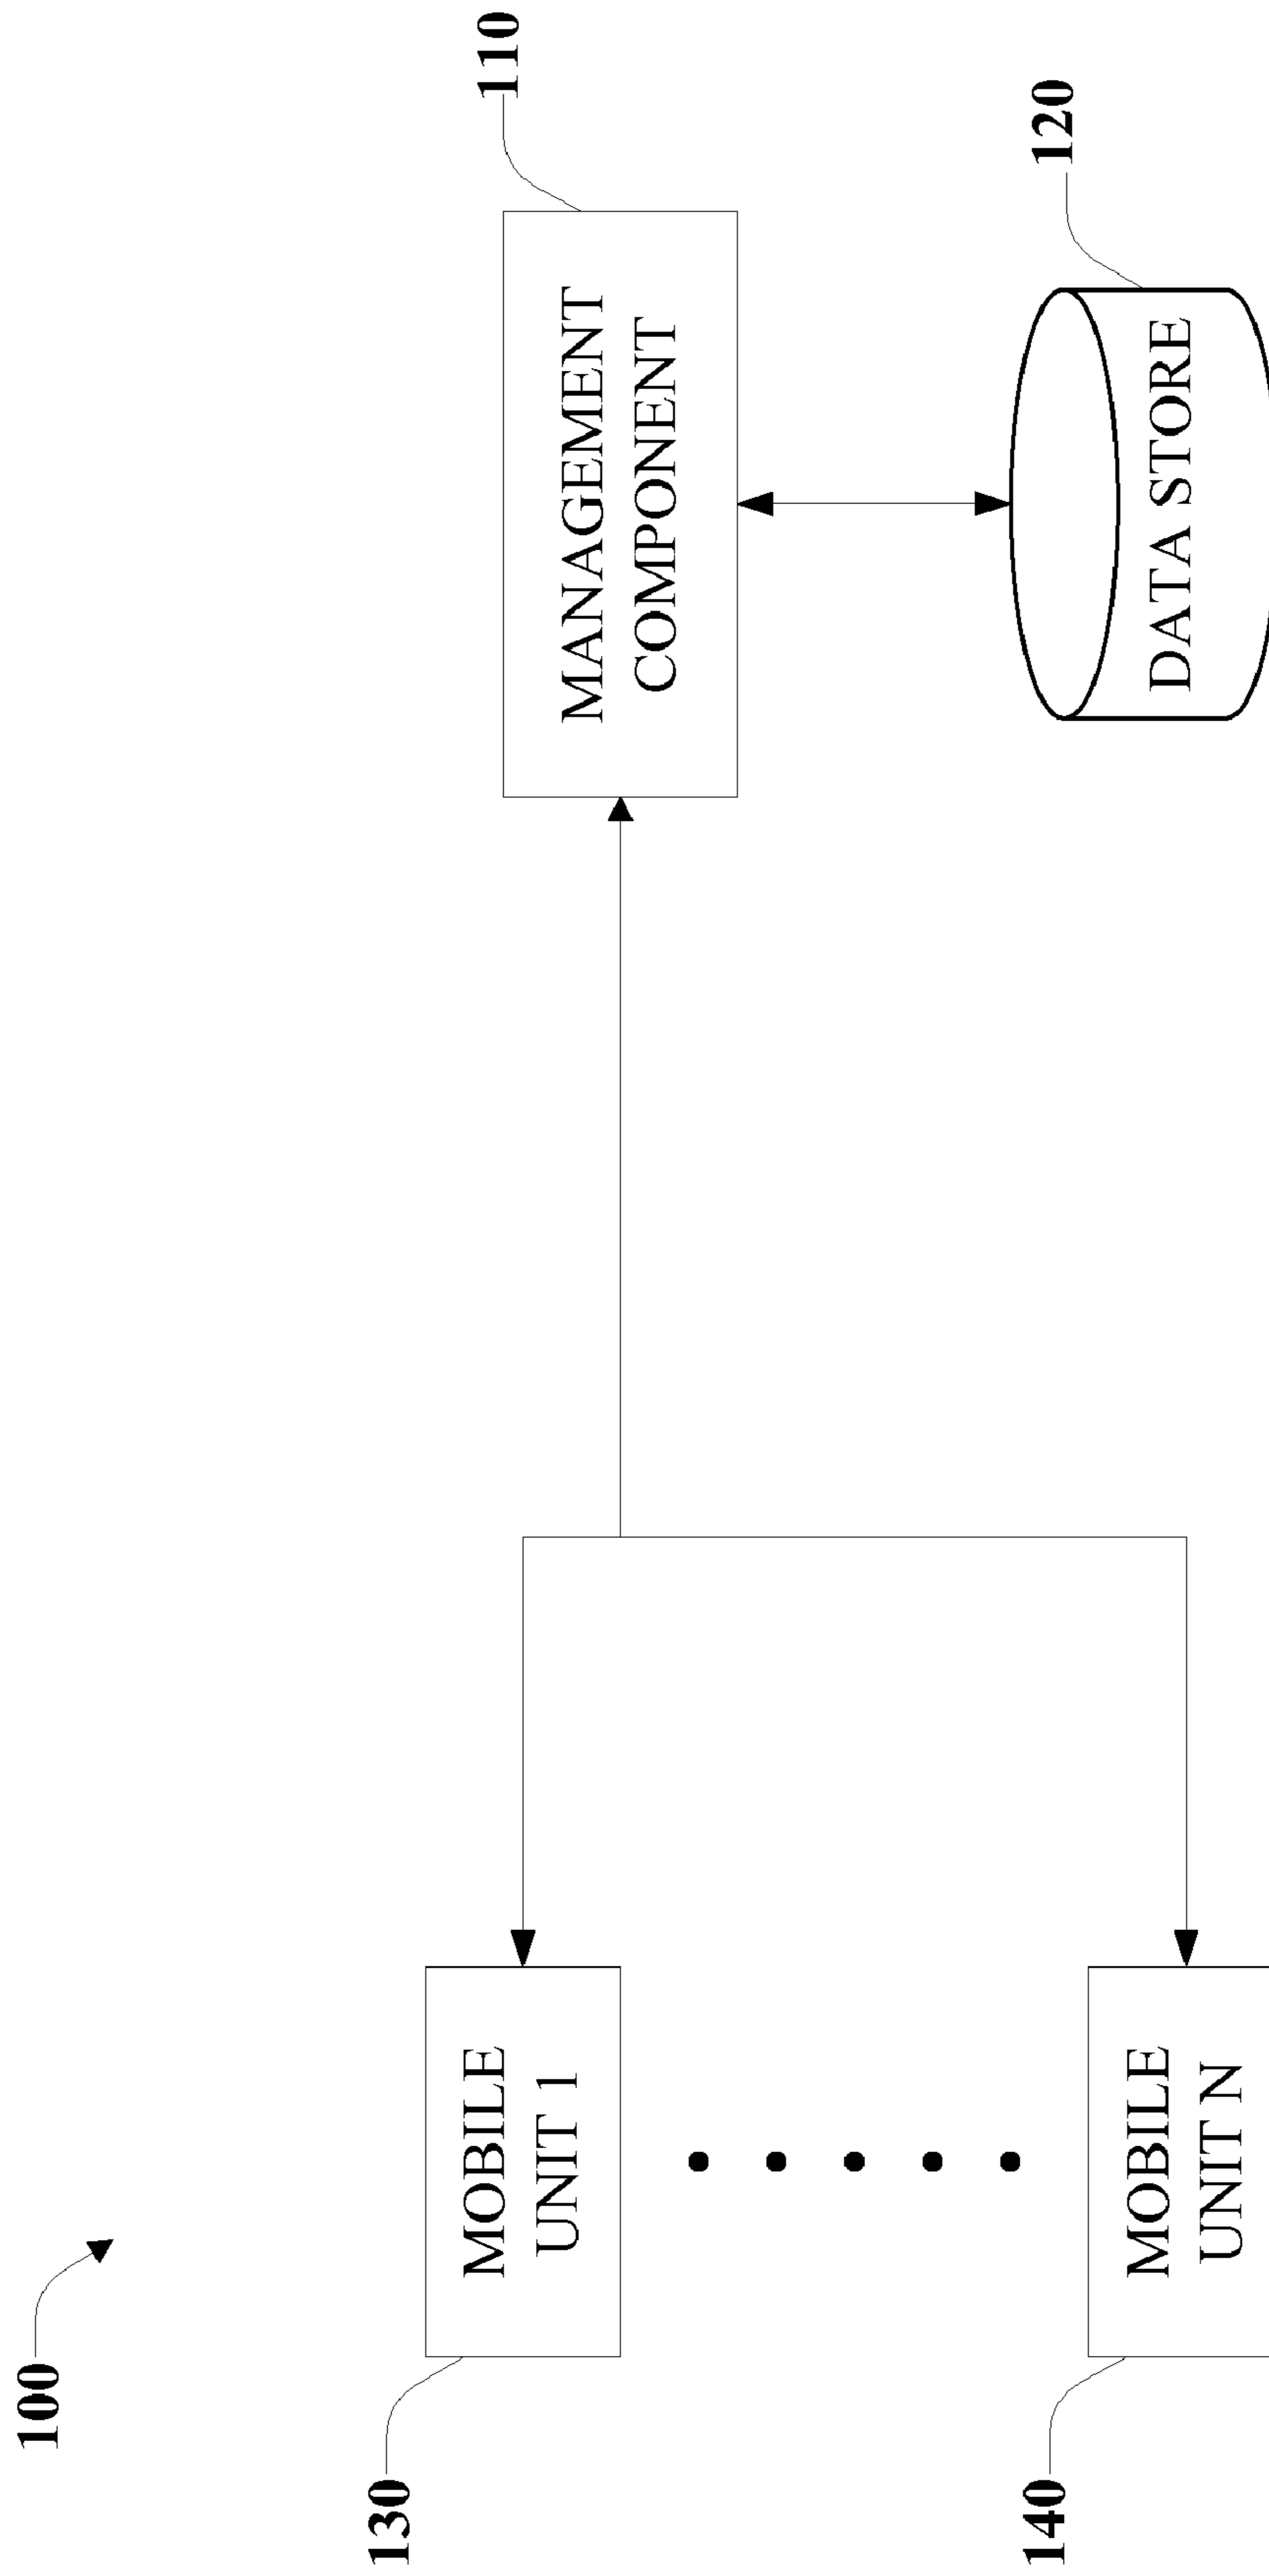 100
130
MOBILE
UNIT 1
110
MANAGEMENT
COMPONENT
140
MOBILE
UNIT N
120
DATA STORE